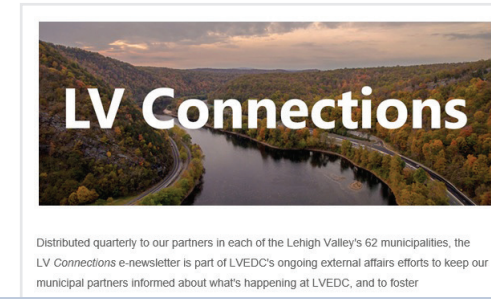 LV Connections
Distributed quarterly to our partners in each of the Lehigh Valley's 62 municipalities, the
LV Connections e-newsletter is part of LVEDC's ongoing external affairs efforts to keep our
municipal partners informed about what's happening at LVEDC, and to foster